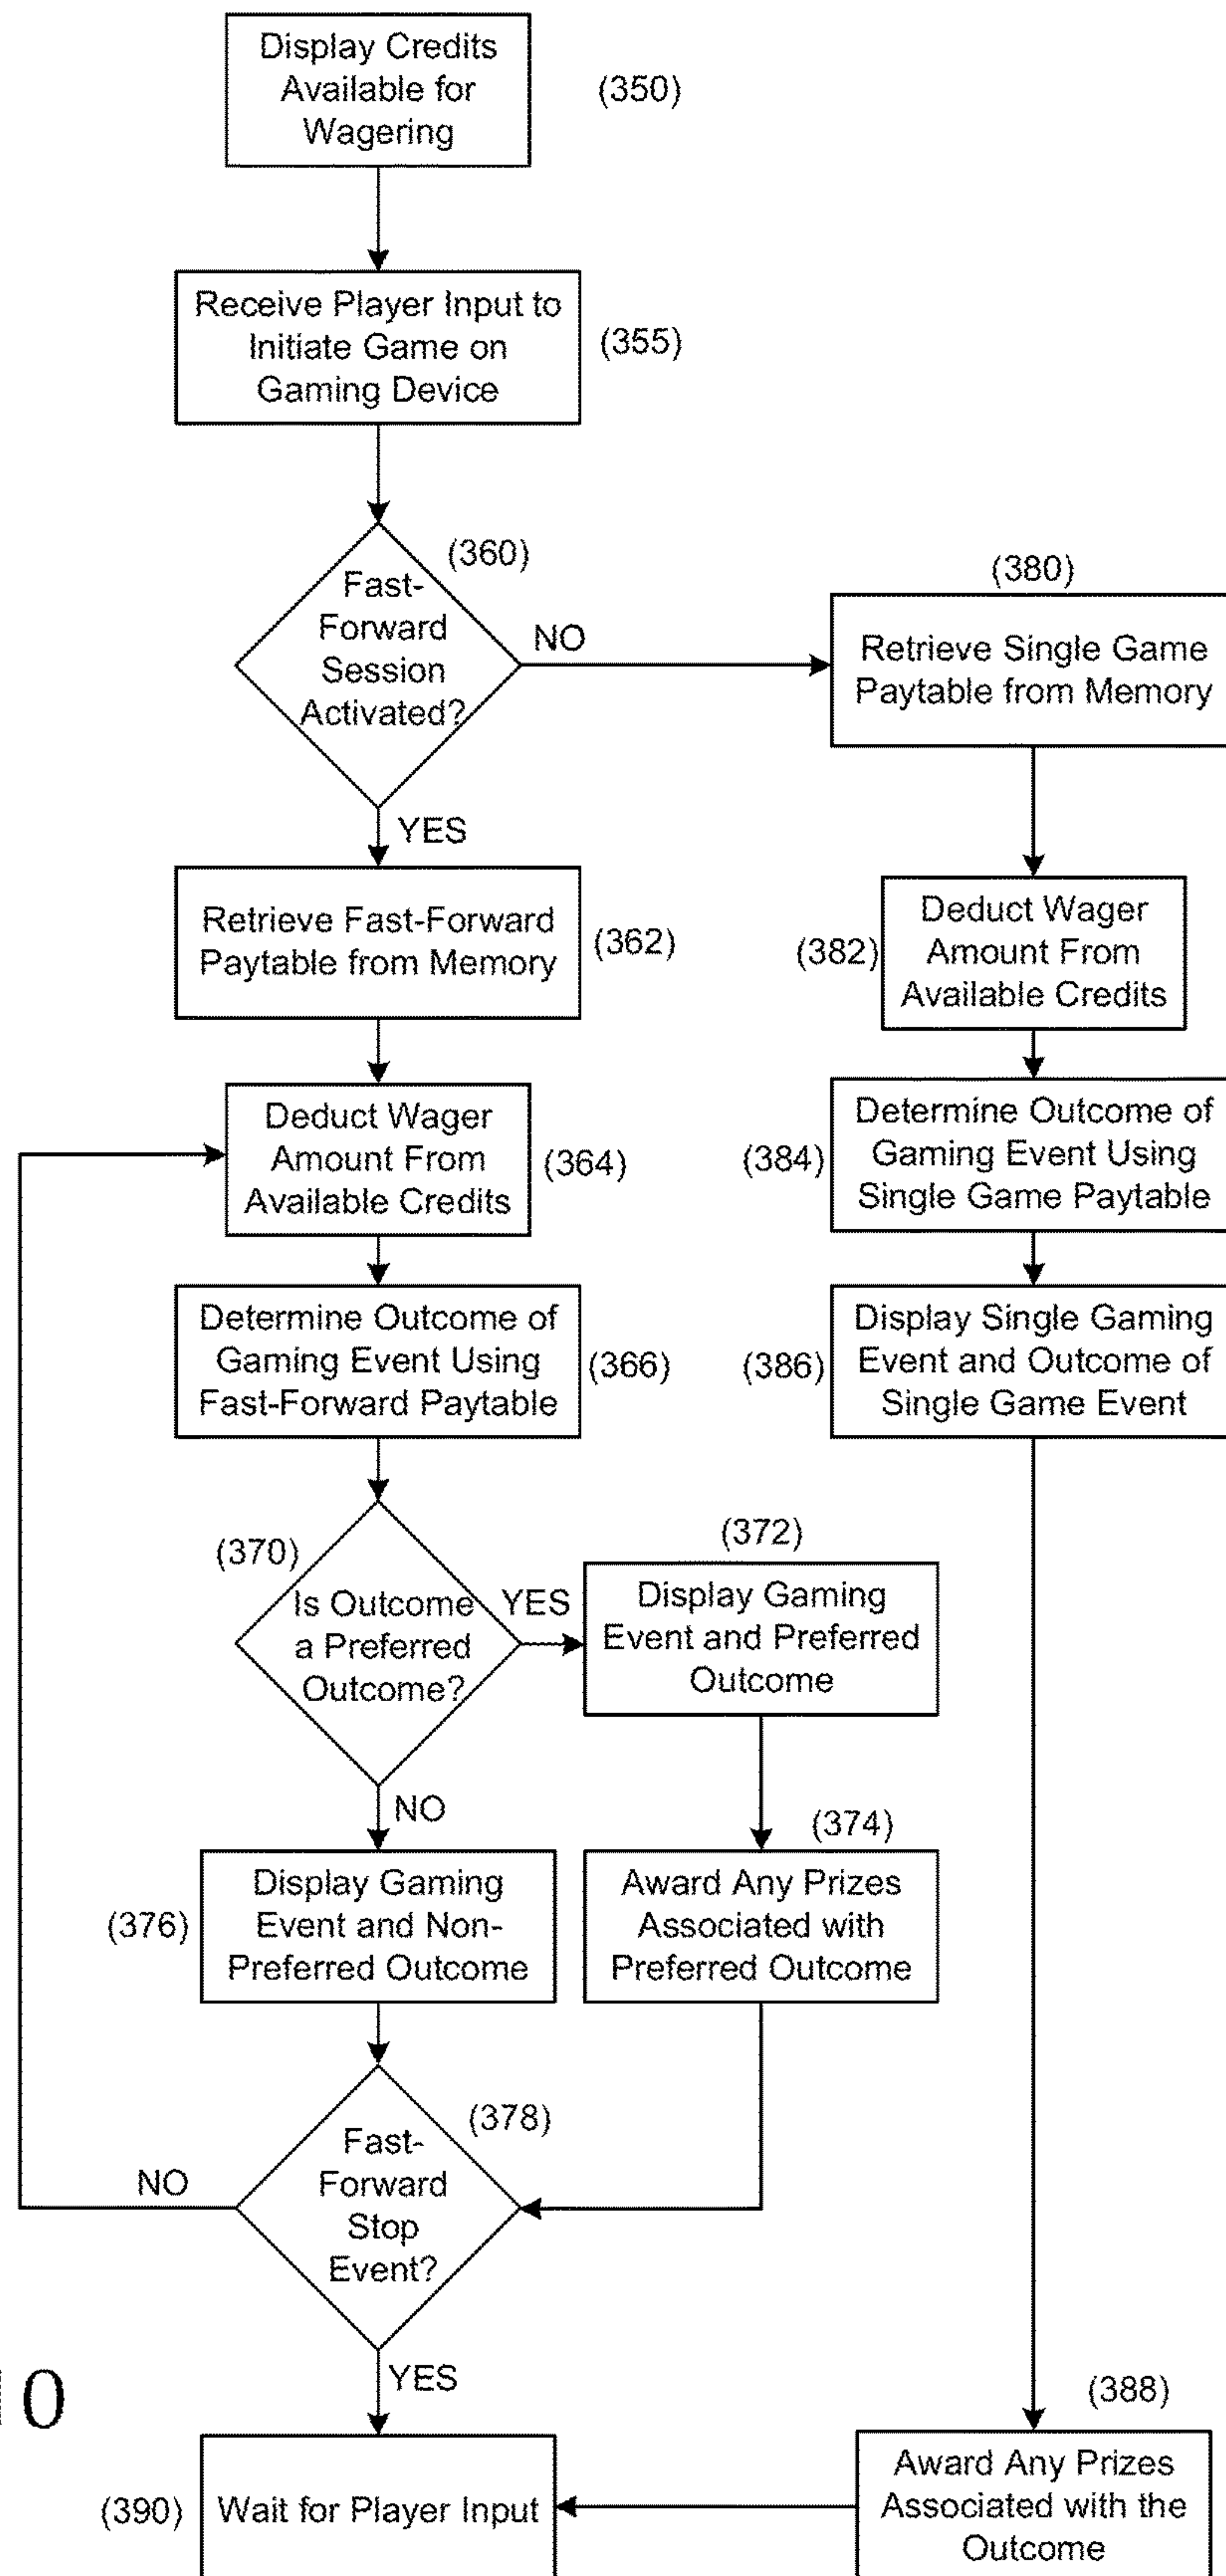 Display Credits
Available for
Wagering
(350)
Receive Player Input to
Initiate Game on
Gaming Device
(355)
(360)
Fast-
Forward
Session
Activated?
NO
YES
(380)
Retrieve Single Game
Paytable from Memory
Retrieve Fast-Forward
Paytable from Memory
(362)
(382)
Deduct Wager
Amount From
Available Credits
Deduct Wager
Amount From
Available Credits
(364)
(384)
Determine Outcome of
Gaming Event Using
Single Game Paytable
Determine Outcome of
Gaming Event Using
Fast-Forward Paytable
(366)
(386)
Display Single Gaming
Event and Outcome of
Single Game Event
(370)
Is Outcome
a Preferred
Outcome?
YES
NO
(372)
Display Gaming
Event and Preferred
Outcome
(374)
Award Any Prizes
Associated with
Preferred Outcome
(376)
Display Gaming
Event and Non-
Preferred Outcome
(378)
Fast-
Forward
Stop
Event?
NO
YES
0
(388)
Award Any Prizes
Associated with the
Outcome
(390)
Wait for Player Input